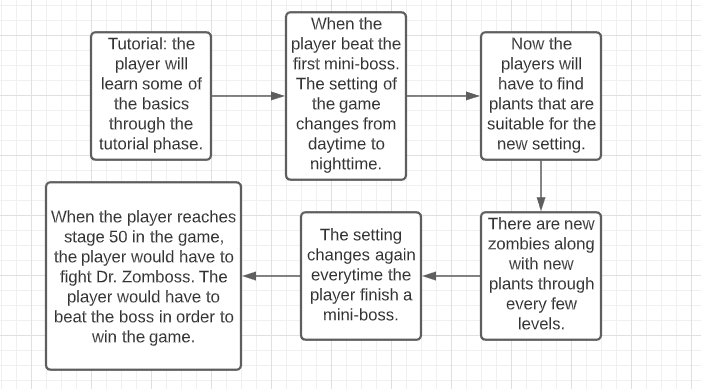 Tutorial: the
player will
learn some of
the basics
through the
tutorial phase.
When the
player beat the
first mini-boss.
The setting of
the game
changes from
daytime to
nighttime.
Now the
players will
have to find
plants that are
suitable for the
new setting.
There are new
zombies along
with new
plants through
every few
levels.
The setting
changes again
everytime the
player finish a
mini-boss.
When the player reaches
stage 50 in the game,
the player would have to
fight Dr. Zomboss. The
player would have to
beat the boss in order to
win the game.